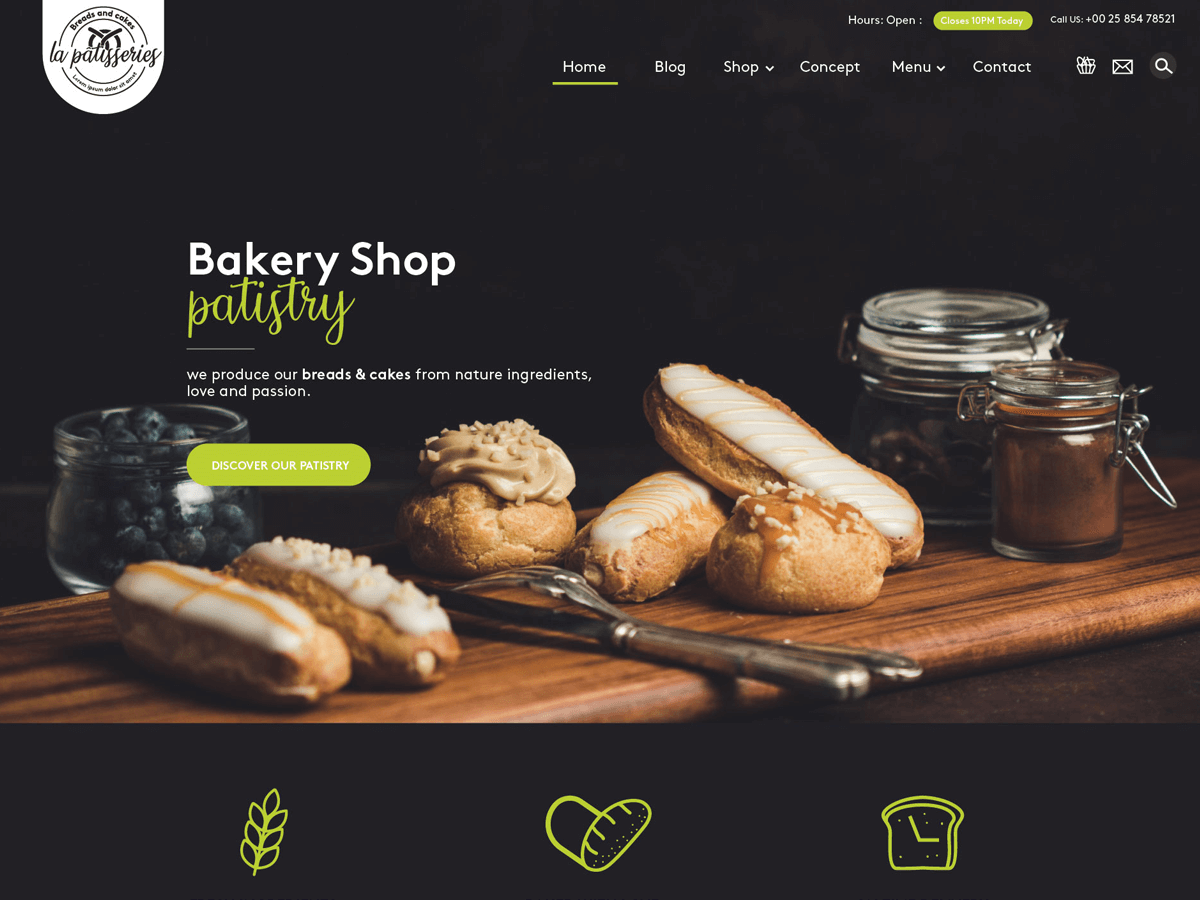 Breads and cakes
la patisseries
Lorem ipsum dolor sit amet
Hours: Open : Closes 10PM Today Call US: +00 25 854 78521
Home Blog Shop Concept Menu Contact
Bakery Shop
patistry
we produce our breads & cakes from nature ingredients,
love and passion.
DISCOVER OUR PATISTRY